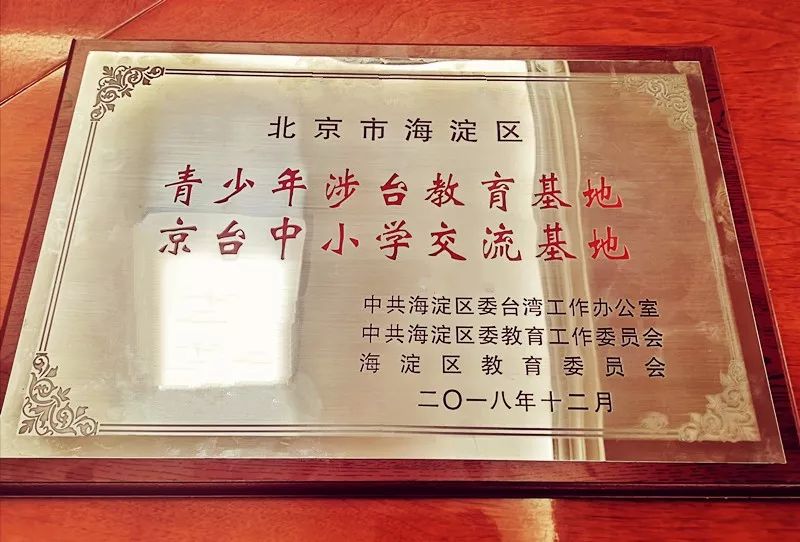 北京市海淀区
青少年涉台教育基地
京台中小学交流基地
中共海淀区委台湾工作办公室
中共海淀区委教育工作委员会
海淀区教育委员会
二〇一八年十二月